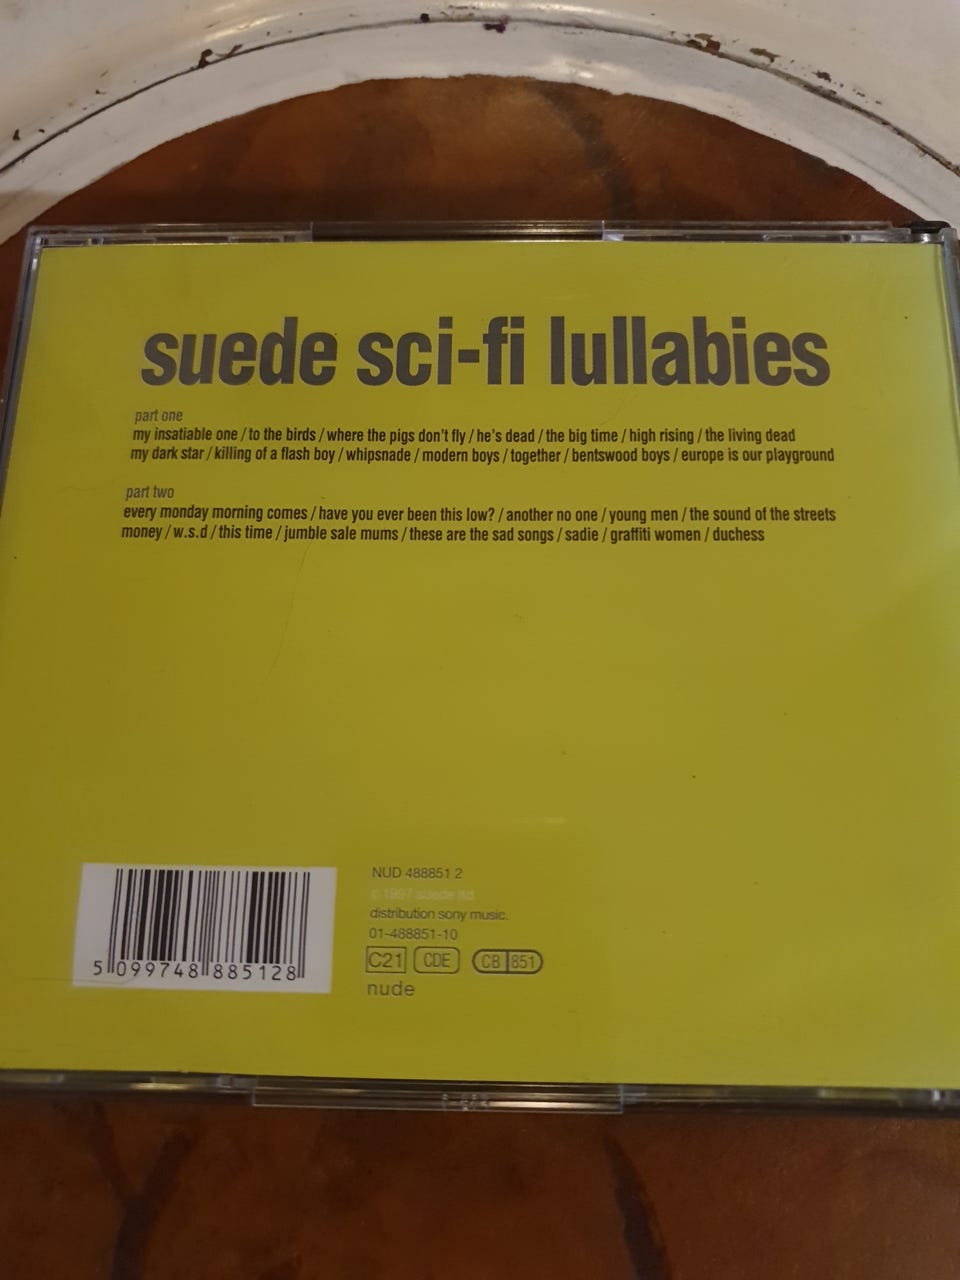 suede sci-fi lullabies
part one
my insatiable one / to the birds / where the pigs don't fly / he's dead / the big time / high rising / the living dead
my dark star / killing of a flash boy / whipsnade / modern boys / together / bentswood boys / europe is our playground
part two
every monday morning comes / have you ever been this low? / another no one / young men / the sound of the streets
money / w.s.d / this time / jumble sale mums / these are the sad songs / sadie / graffiti women / duchess
NUD 488851 2
© 1997 suede ltd.
distribution sony music.
01-488851-10
C21 CDE CB 851
nude
5 099748 885128